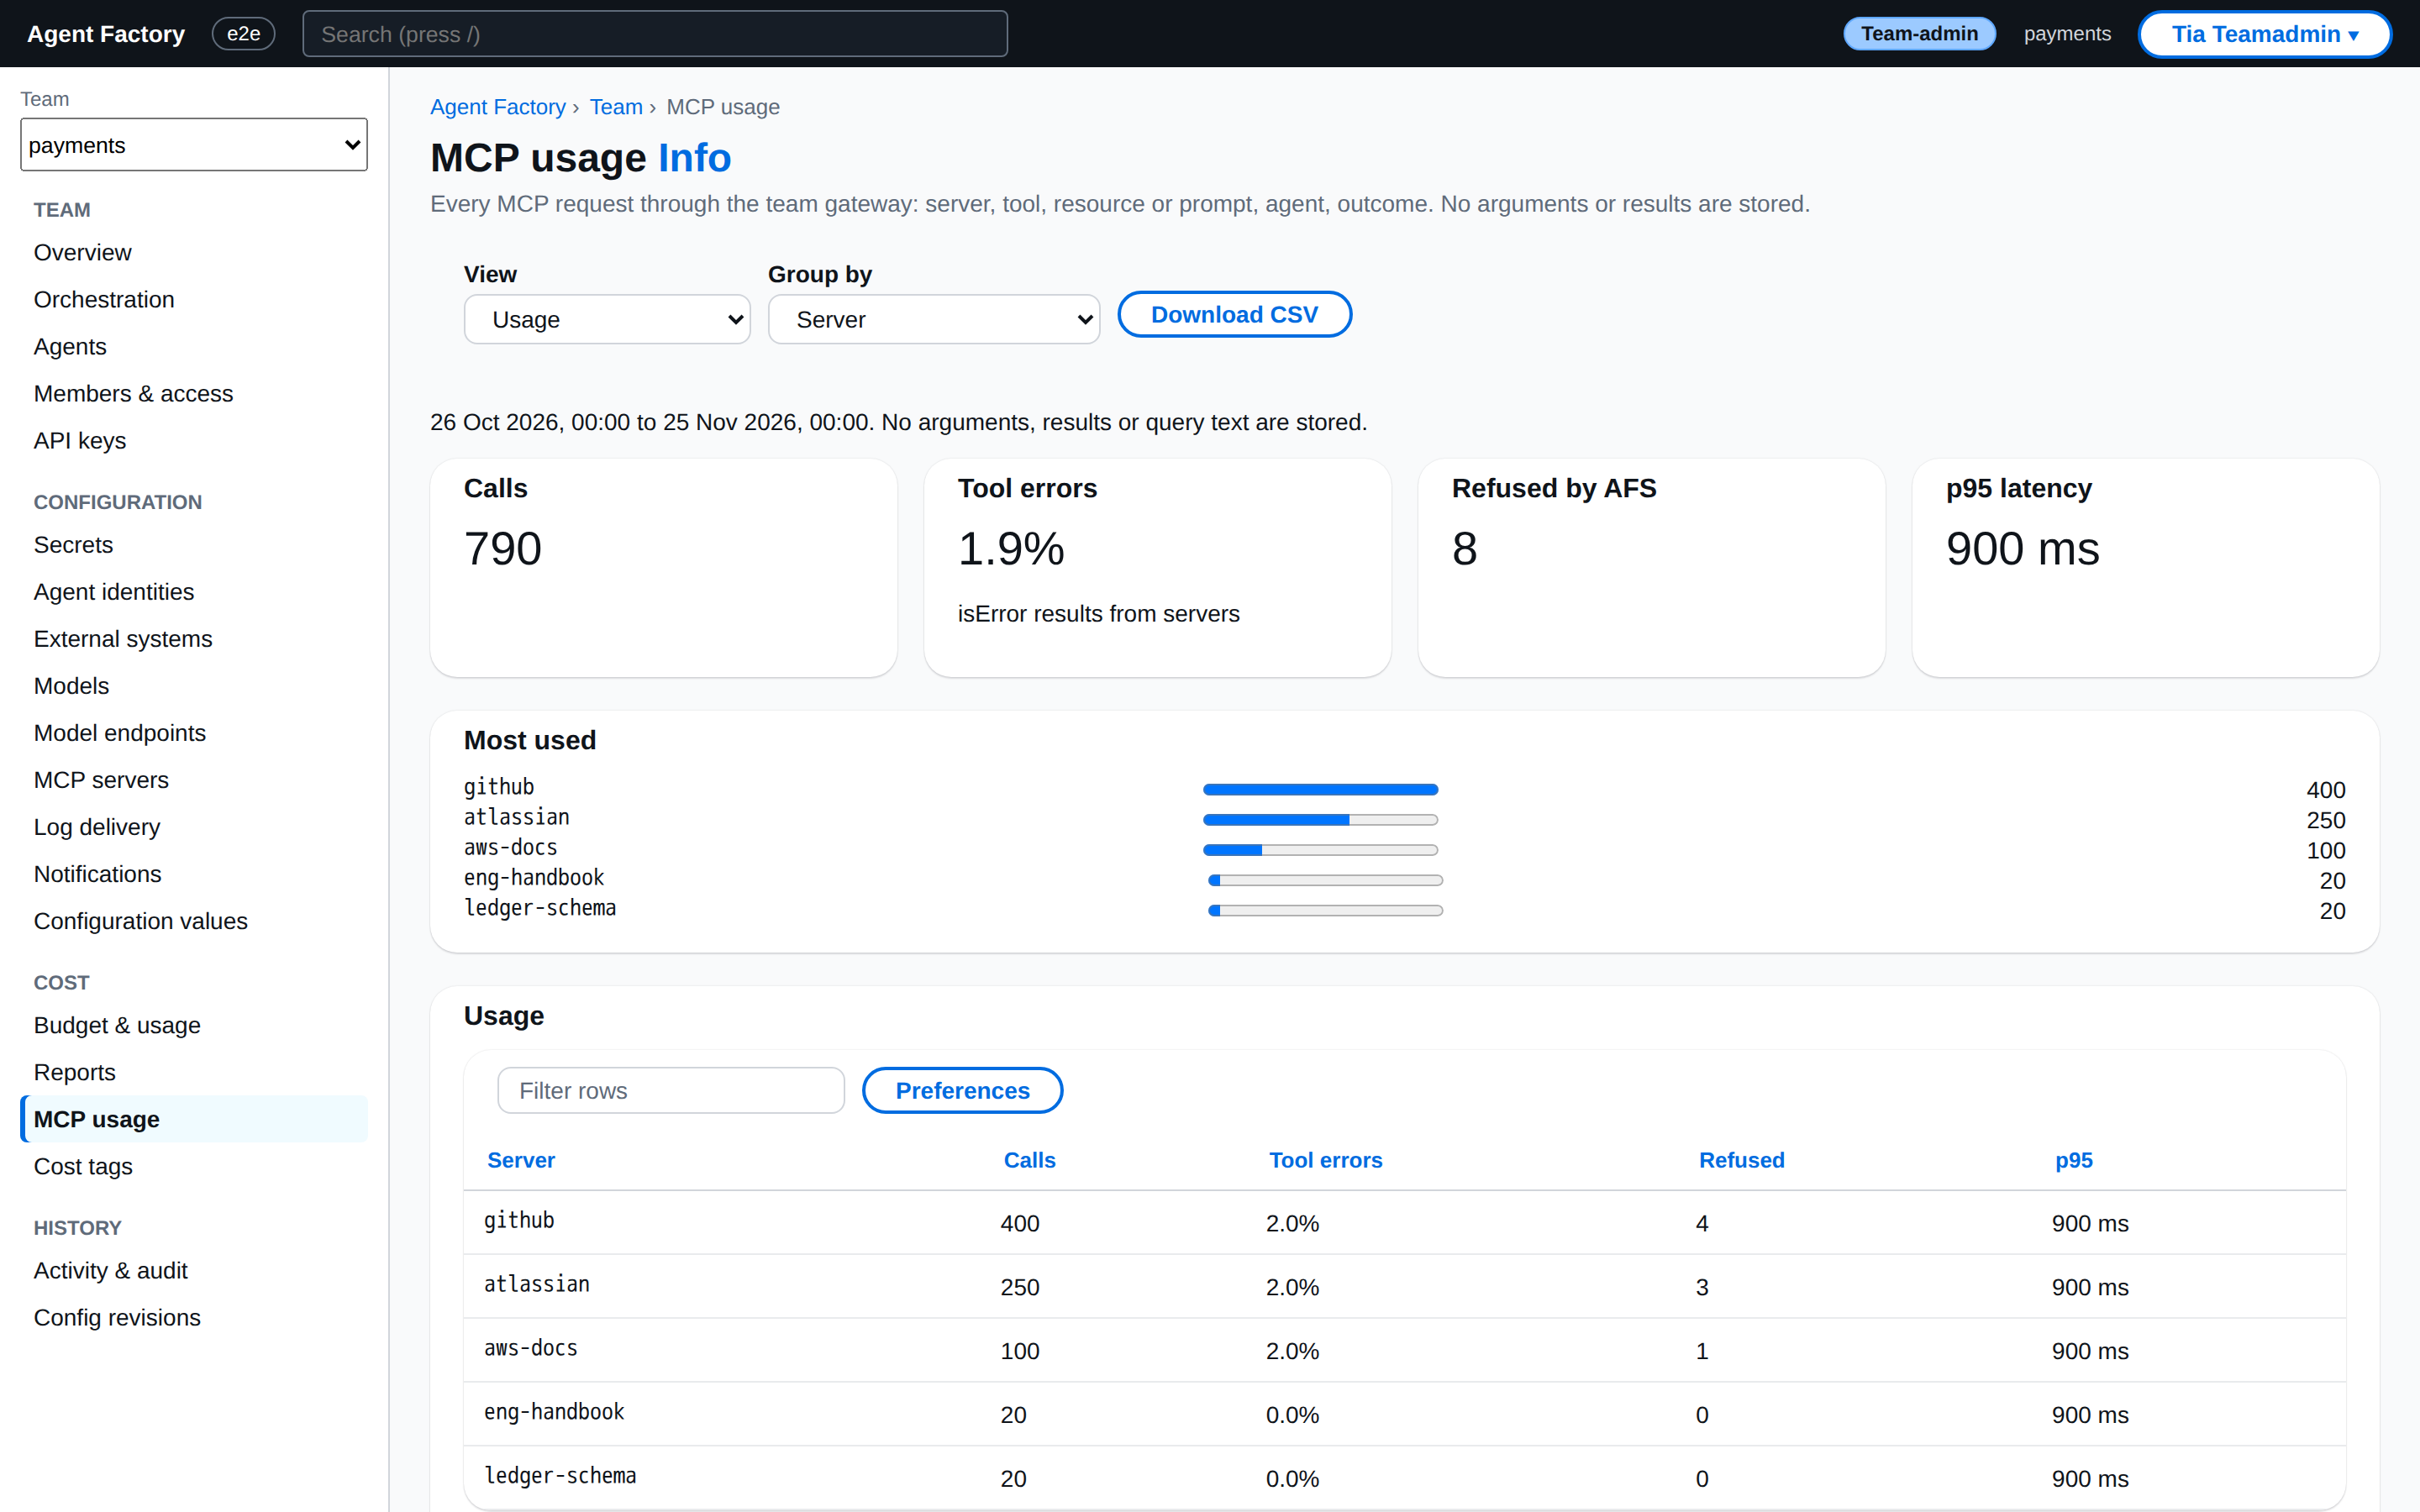 Agent Factory e2e Search (press /) Team-admin payments Tia Teamadmin ▾
Team
payments
TEAM
Overview
Orchestration
Agents
Members & access
API keys
CONFIGURATION
Secrets
Agent identities
External systems
Models
Model endpoints
MCP servers
Log delivery
Notifications
Configuration values
COST
Budget & usage
Reports
MCP usage
Cost tags
HISTORY
Activity & audit
Config revisions
Agent Factory › Team › MCP usage
MCP usage Info
Every MCP request through the team gateway: server, tool, resource or prompt, agent, outcome. No arguments or results are stored.
View Group by
Usage Server Download CSV
26 Oct 2026, 00:00 to 25 Nov 2026, 00:00. No arguments, results or query text are stored.
Calls
790
Tool errors
1.9%
isError results from servers
Refused by AFS
8
p95 latency
900 ms
Most used
github 400
atlassian 250
aws-docs 100
eng-handbook 20
ledger-schema 20
Usage
Filter rows Preferences
Server Calls Tool errors Refused p95
github 400 2.0% 4 900 ms
atlassian 250 2.0% 3 900 ms
aws-docs 100 2.0% 1 900 ms
eng-handbook 20 0.0% 0 900 ms
ledger-schema 20 0.0% 0 900 ms